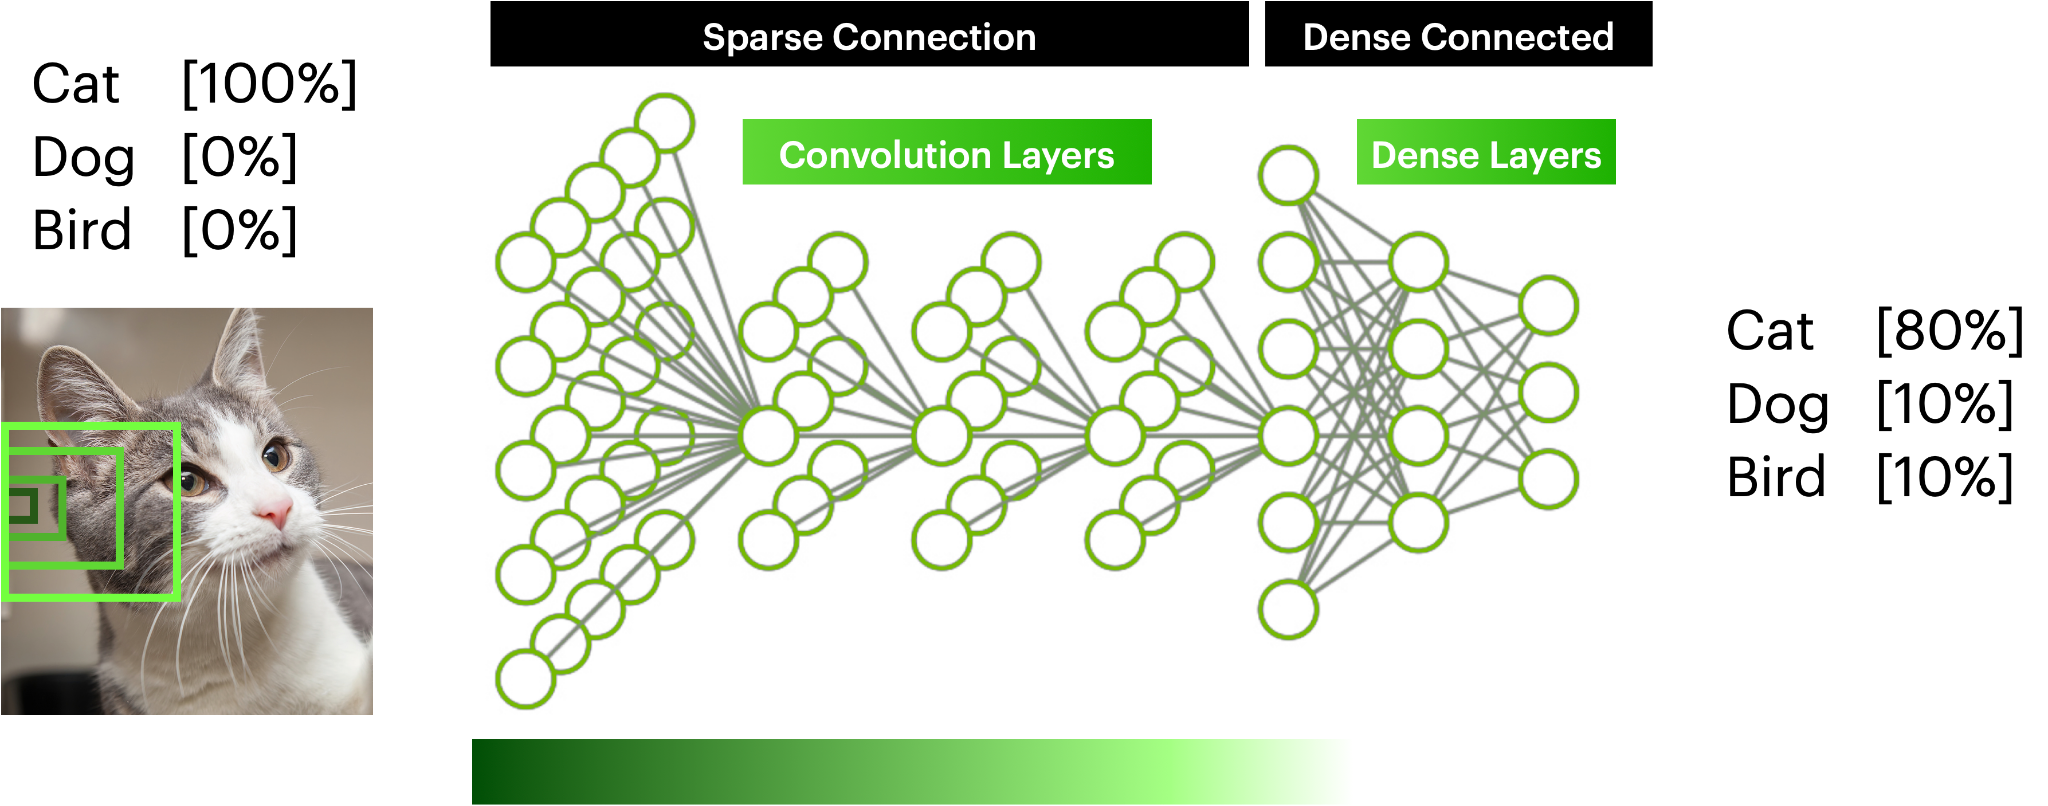 Sparse Connection
Dense Connected
Cat [100%]
Dog [0%]
Bird [0%]
Convolution Layers
Dense Layers
Cat [80%]
Dog [10%]
Bird [10%]